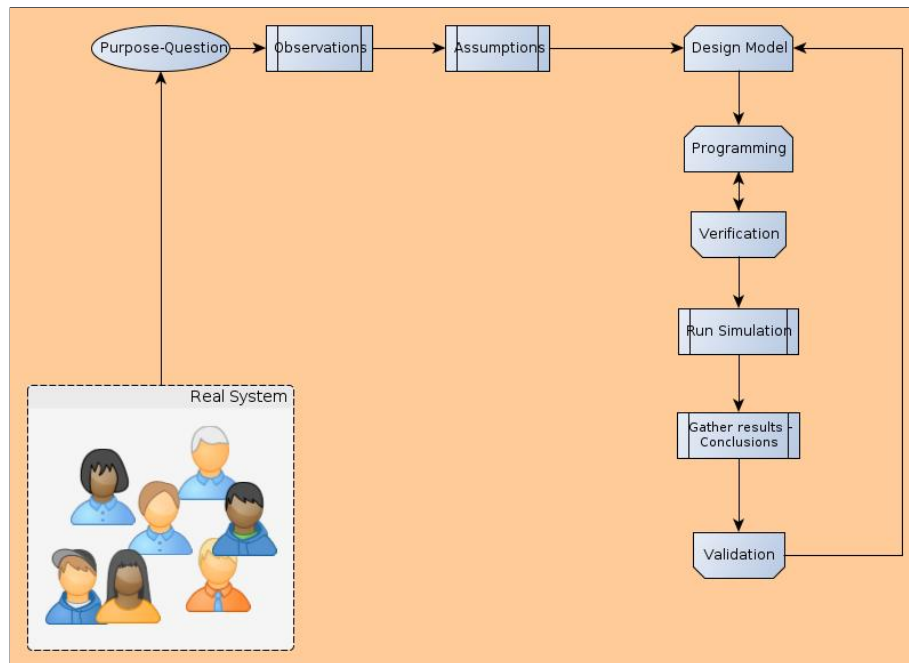 Purpose-Question
Observations
Assumptions
Design Model
Programming
Verification
Run Simulation
Real System
Gather results -
Conclusions
Validation